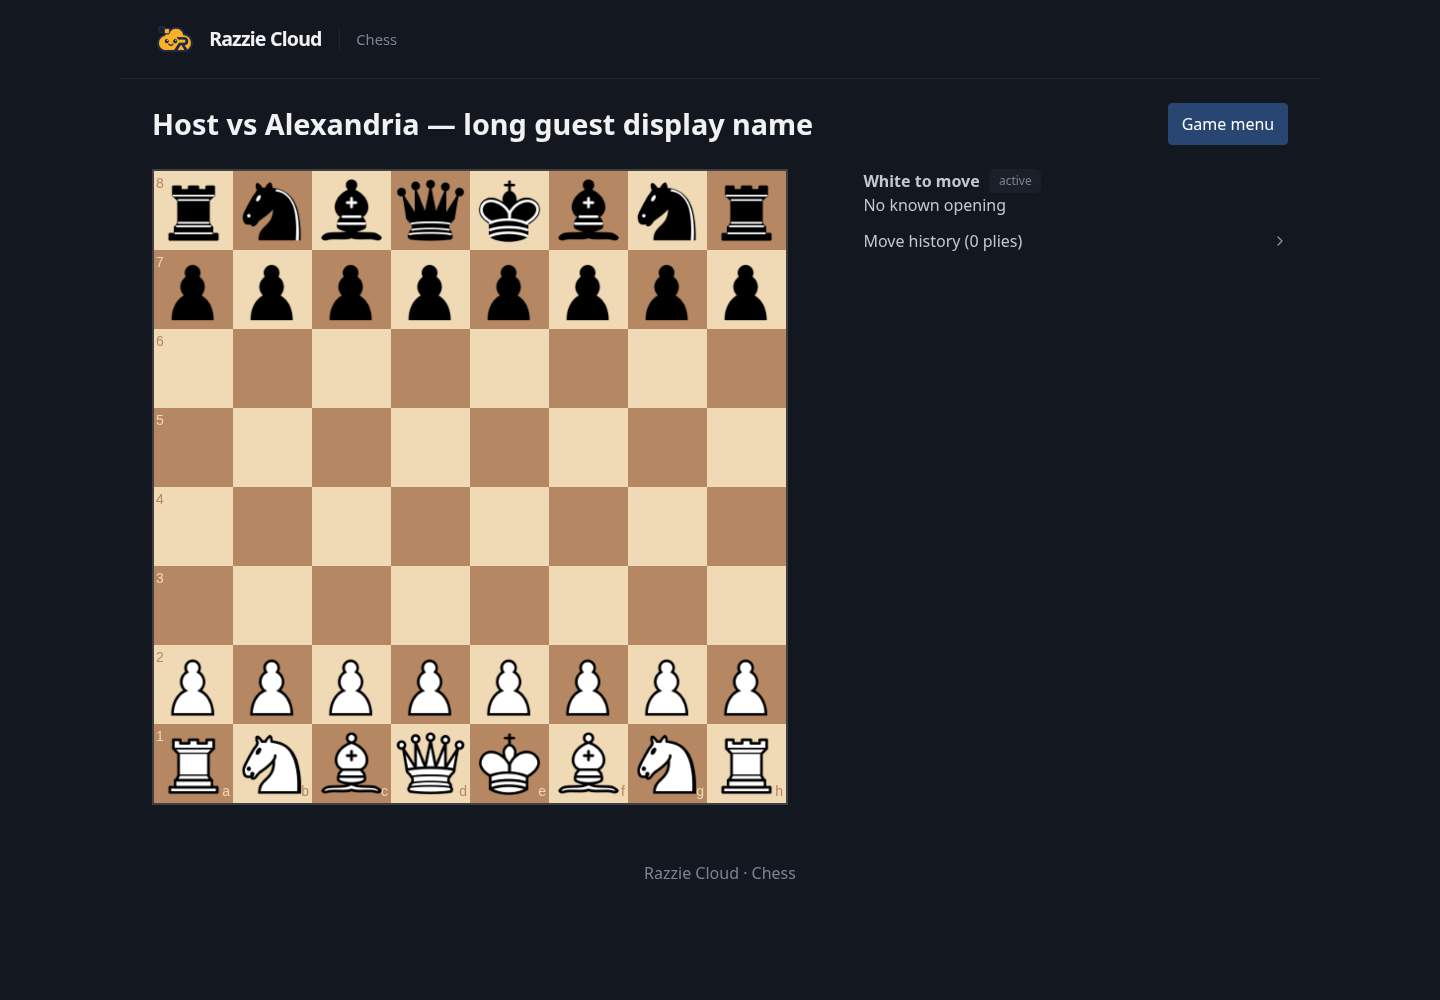 Razzie Cloud Chess
Host vs Alexandria — long guest display name
Game menu
White to move active
No known opening
Move history (0 plies)
8
7
6
5
4
3
2
1
a b c d e f g h
Razzie Cloud · Chess